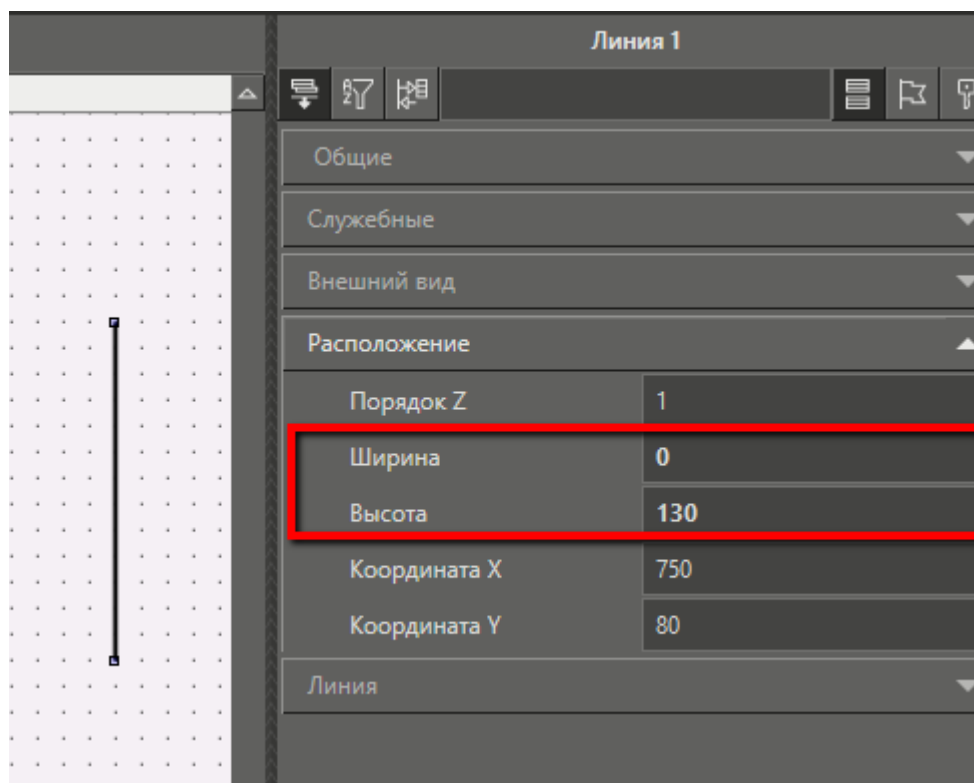 Линия 1
Общие
Служебные
Внешний вид
Расположение
Порядок Z 1
Ширина 0
Высота 130
Координата X 750
Координата Y 80
Линия